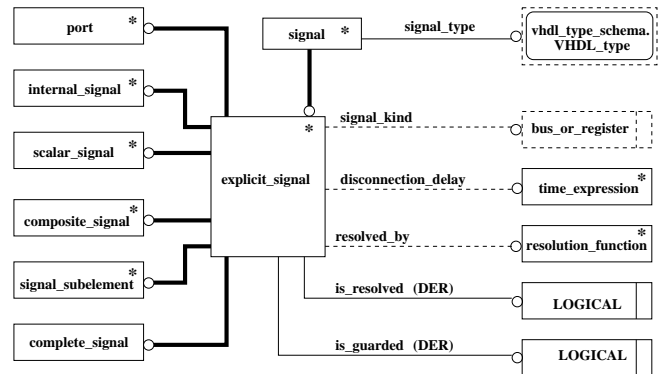 port *
signal *
signal_type
vhdl_type_schema.
VHDL_type
internal_signal *
scalar_signal *
composite_signal *
signal_subelement *
complete_signal
*
explicit_signal
signal_kind
bus_or_register
disconnection_delay
time_expression *
resolved_by
resolution_function *
is_resolved (DER)
LOGICAL
is_guarded (DER)
LOGICAL